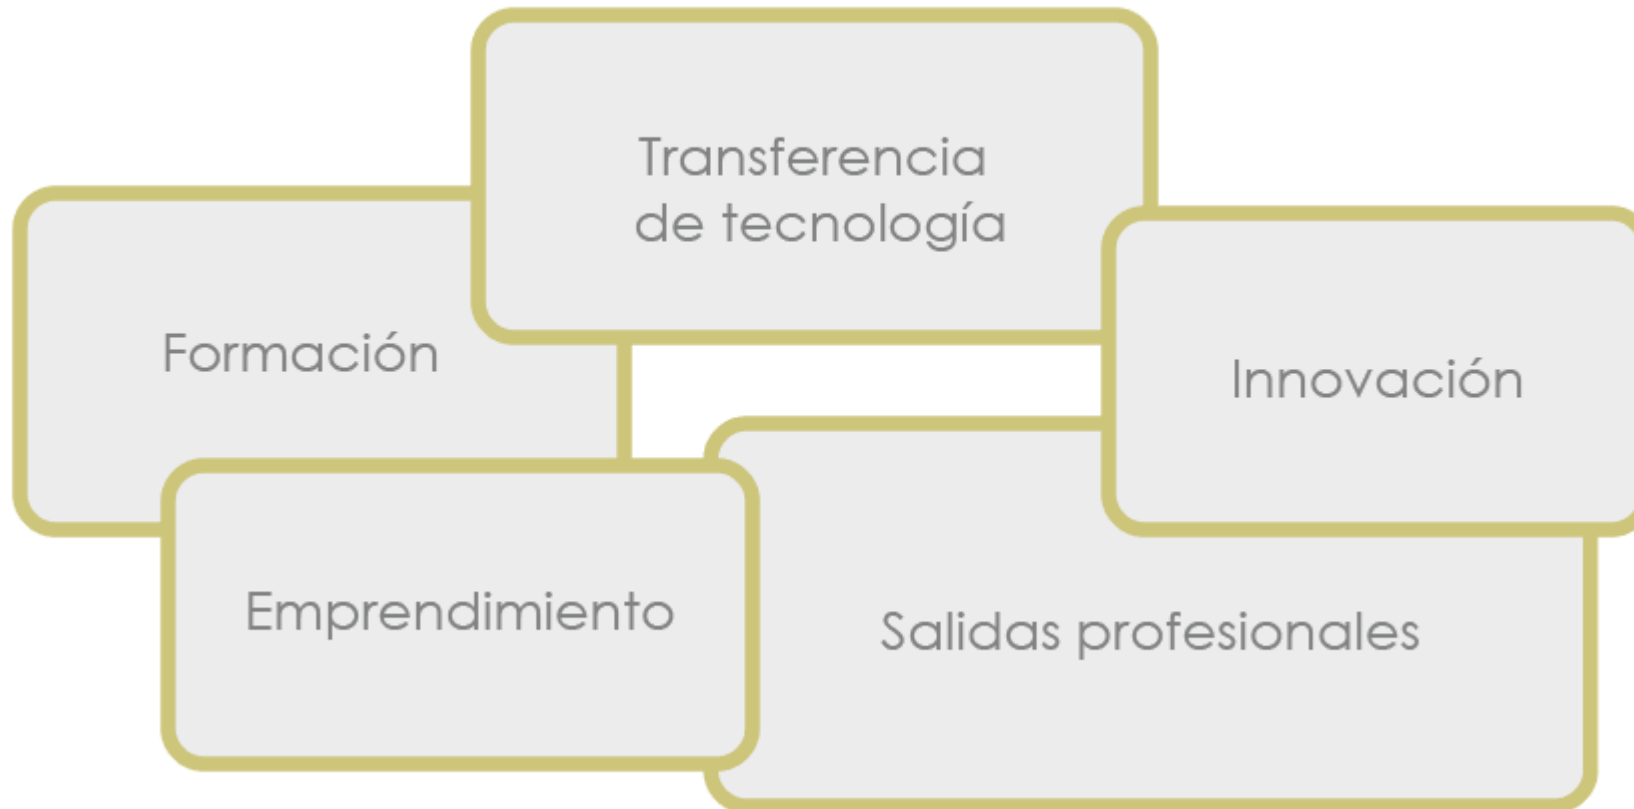 Transferencia
de tecnología
Formación
Innovación
Emprendimiento
Salidas profesionales